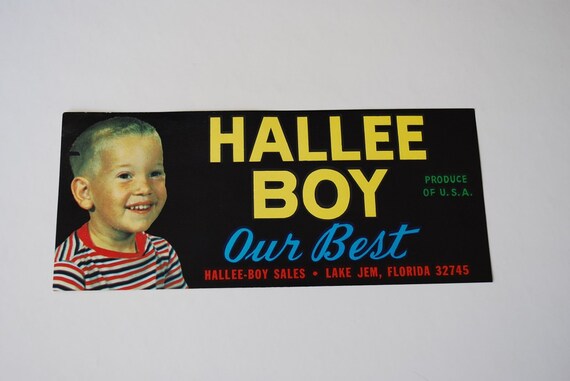 HALLEE
BOY
PRODUCE
OF U.S.A.
Our Best
HALLEE-BOY SALES • LAKE JEM, FLORIDA 32745